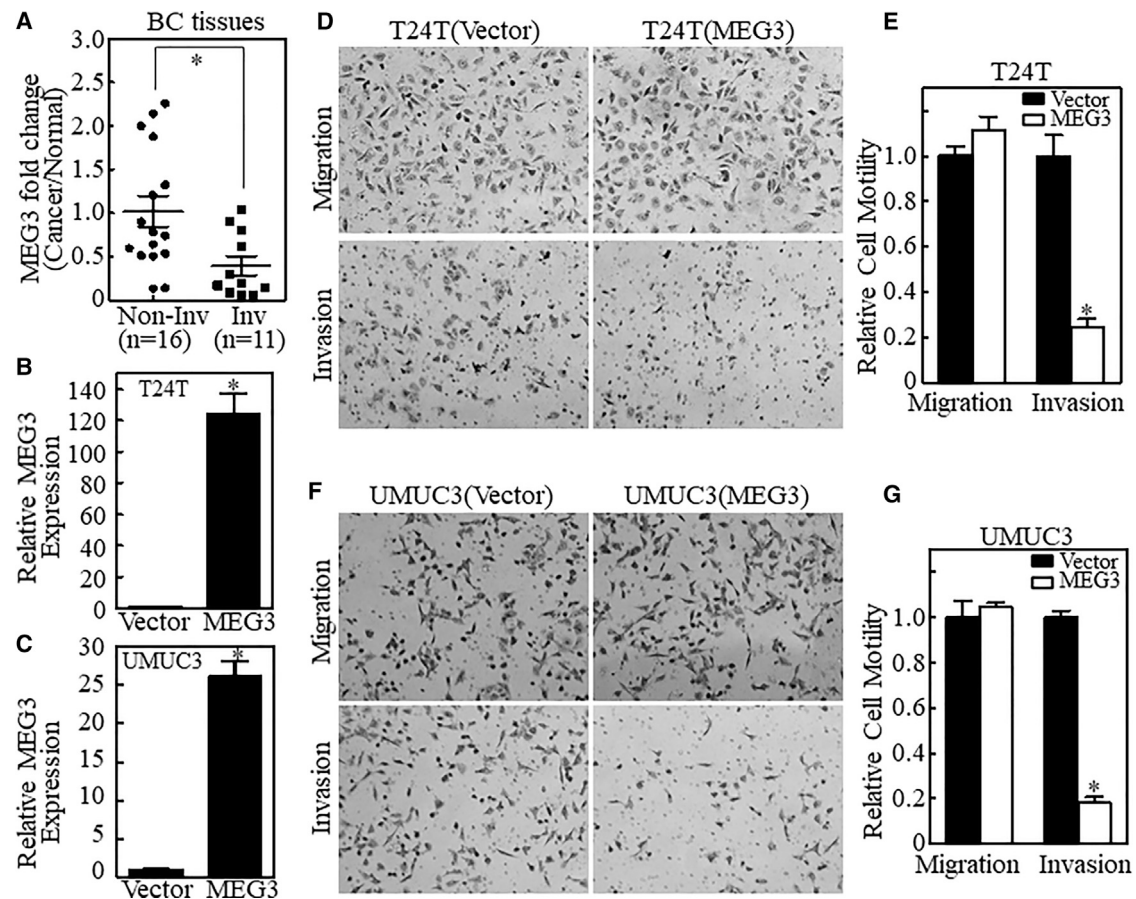 A
BC tissues
*
MEG3 fold change
(Cancer/Normal)
3.0
2.0
1.5
1.0
0.5
0
Non-Inv
(n=16)
Inv
(n=11)
B
T24T
*
Relative MEG3
Expression
140
120
100
80
60
40
20
0
Vector
MEG3
C
UMUC3
*
Relative MEG3
Expression
30
25
20
15
10
5
0
Vector
MEG3
D
T24T(Vector)
T24T(MEG3)
Migration
Invasion
E
T24T
Vector
MEG3
Relative Cell Motility
1.0
0.8
0.6
0.4
0.2
0
*
Migration
Invasion
F
UMUC3(Vector)
UMUC3(MEG3)
Migration
Invasion
G
UMUC3
Vector
MEG3
Relative Cell Motility
1.0
0.8
0.6
0.4
0.2
0
*
Migration
Invasion